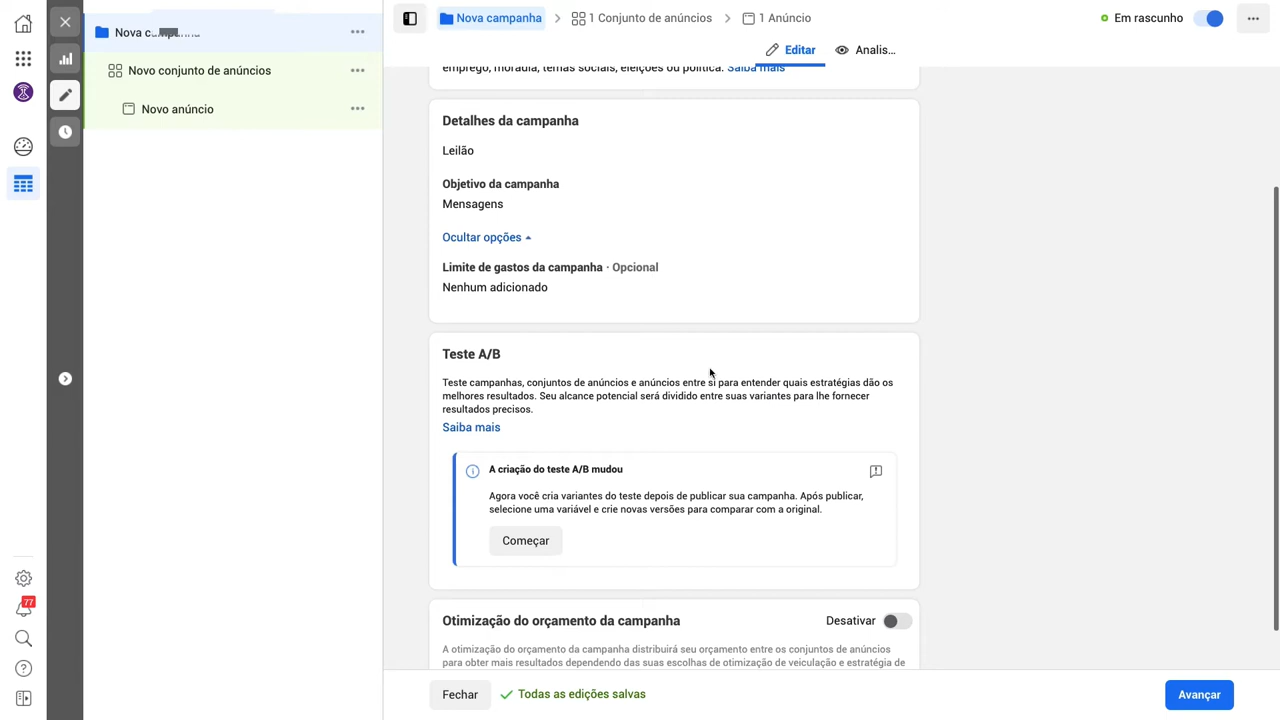 Nova campanha
1 Conjunto de anúncios
1 Anúncio
Em rascunho
Editar
Analis...
Nova
Novo conjunto de anúncios
Novo anúncio
77
emprego, moradia, temas sociais, eleições ou política. Saiba mais
Detalhes da campanha
Leilão
Objetivo da campanha
Mensagens
Ocultar opções
Limite de gastos da campanha · Opcional
Nenhum adicionado
Teste A/B
Teste campanhas, conjuntos de anúncios e anúncios entre si para entender quais estratégias dão os
melhores resultados. Seu alcance potencial será dividido entre suas variantes para lhe fornecer
resultados precisos.
Saiba mais
A criação do teste A/B mudou
Agora você cria variantes do teste depois de publicar sua campanha. Após publicar,
selecione uma variável e crie novas versões para comparar com a original.
Começar
Otimização do orçamento da campanha
Desativar
A otimização do orçamento da campanha distribuirá seu orçamento entre os conjuntos de anúncios
para obter mais resultados dependendo das suas escolhas de otimização de veiculação e estratégia de
Fechar
Todas as edições salvas
Avançar